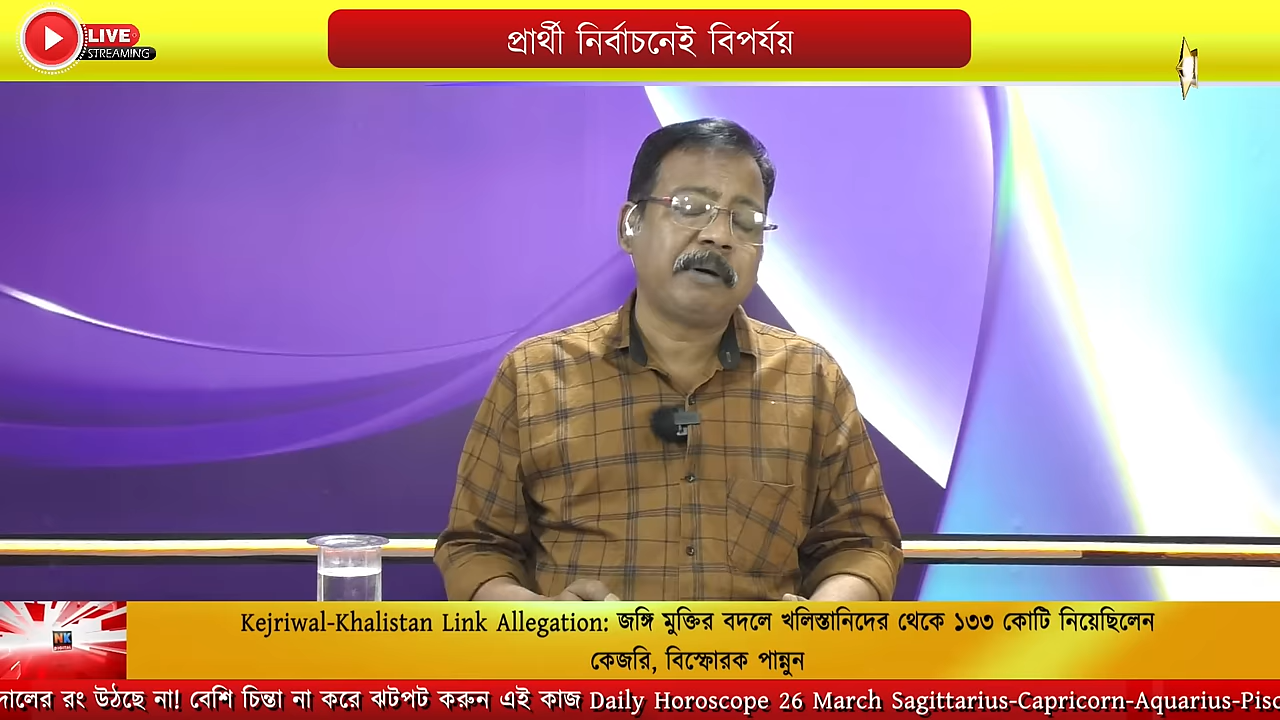 LIVE
STREAMING
প্রার্থী নির্বাচনেই বিপর্যয়
Kejriwal-Khalistan Link Allegation: জঙ্গি মুক্তির বদলে খলিস্তানিদের থেকে ১৩৩ কোটি নিয়েছিলেন
কেজরি, বিস্ফোরক পান্নুন
NK
DIGITAL
দালের রং উঠছে না! বেশি চিন্তা না করে ঝটপট করুন এই কাজ Daily Horoscope 26 March Sagittarius-Capricorn-Aquarius-Pisc